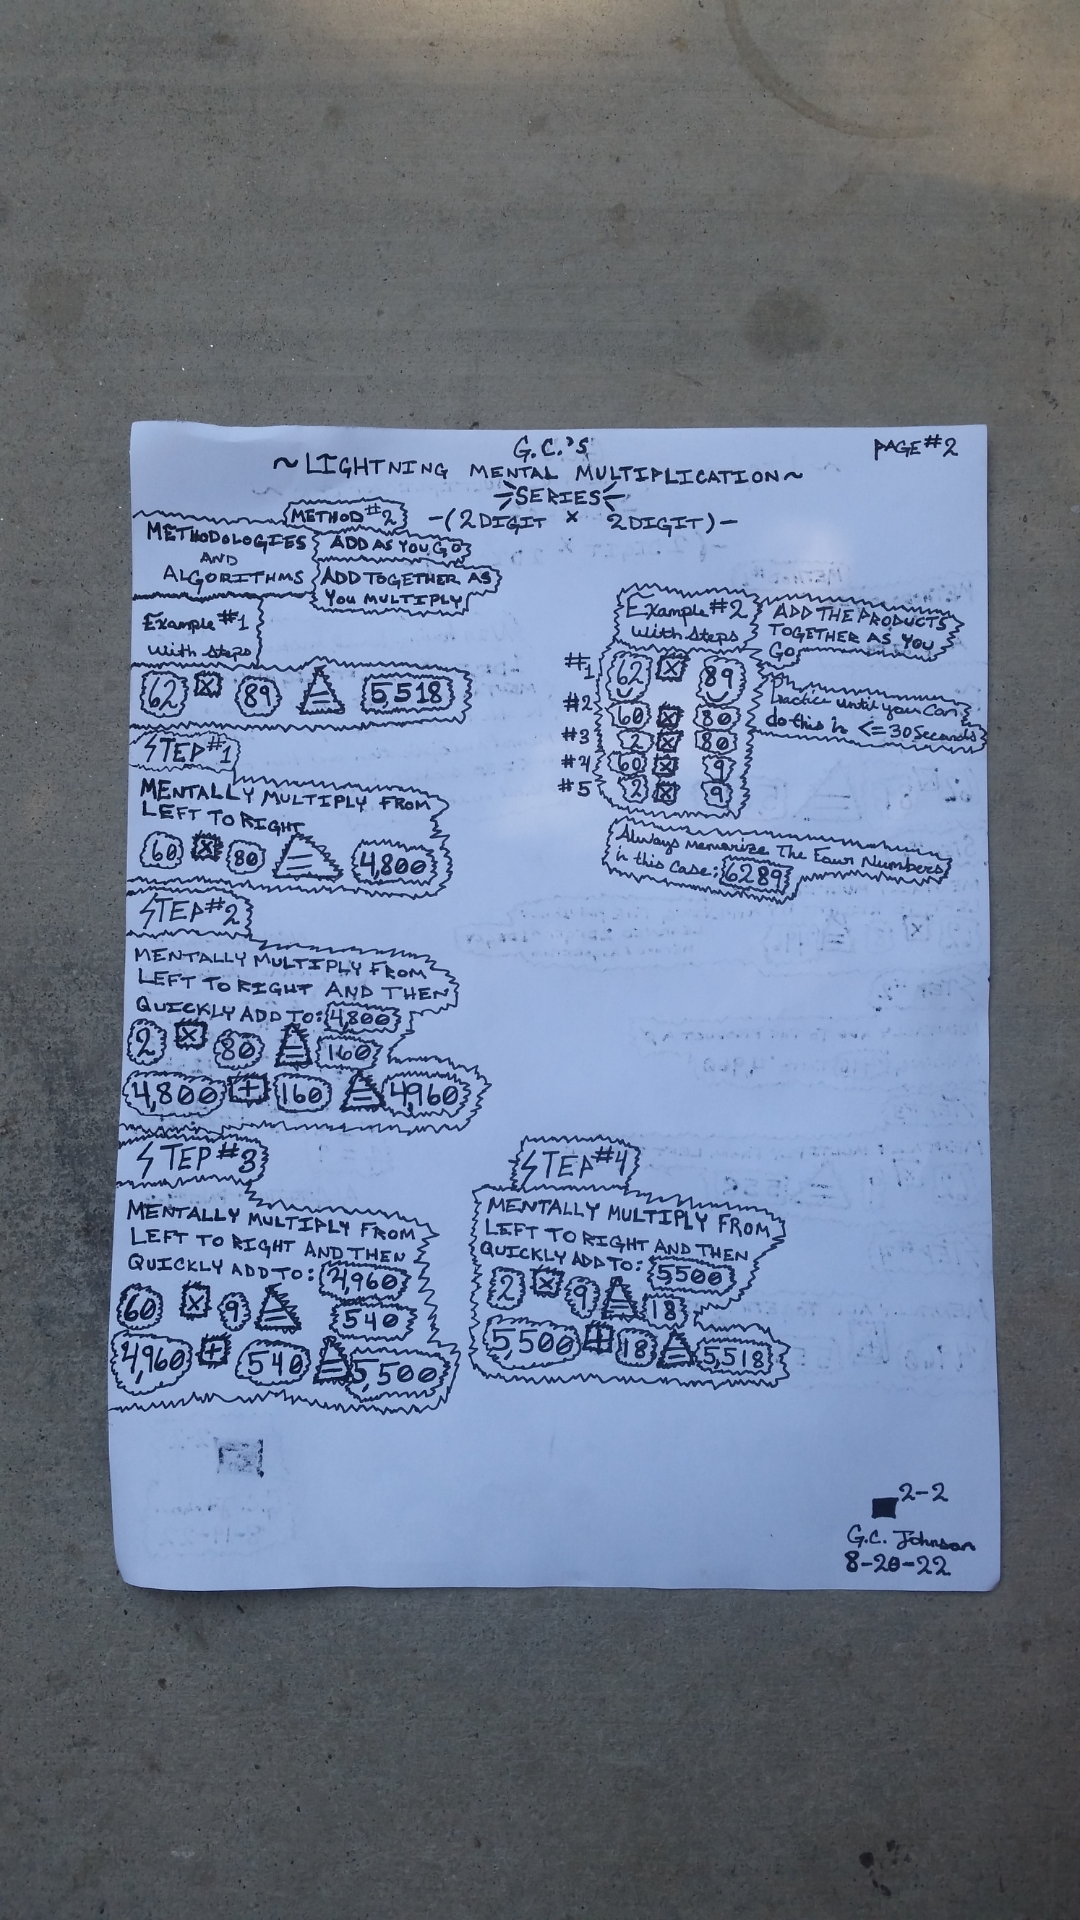 G.C.'S
PAGE #2
~LIGHTNING MENTAL MULTIPLICATION~
SERIES
METHOD #2
-(2 DIGIT x 2 DIGIT)-
METHODOLOGIES
AND
ALGORITHMS
ADD AS YOU GO
ADD TOGETHER AS
YOU MULTIPLY
Example #1
with steps
62 x 89 = 5,518
STEP #1
MENTALLY MULTIPLY FROM
LEFT TO RIGHT
60 x 80 = 4,800
STEP #2
MENTALLY MULTIPLY FROM
LEFT TO RIGHT AND THEN
QUICKLY ADD TO: 4800
2 x 80 = 160
4,800 + 160 = 4960
STEP #3
MENTALLY MULTIPLY FROM
LEFT TO RIGHT AND THEN
QUICKLY ADD TO: 4,960
60 x 9 = 540
4,960 + 540 = 5,500
STEP #4
MENTALLY MULTIPLY FROM
LEFT TO RIGHT AND THEN
QUICKLY ADD TO: 5500
2 x 9 = 18
5,500 + 18 = 5,518
Example #2
with steps
ADD THE PRODUCTS
TOGETHER AS YOU
GO
#1 62 x 89
#2 60 x 80
#3 2 x 80
#4 60 x 9
#5 2 x 9
Practice until you can
do this in <= 30 seconds
Always memorize The Four Numbers
in this case: 6289
2-2
G.C. Johnson
8-20-22